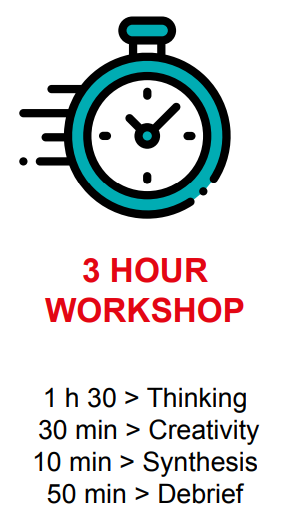 3 HOUR
WORKSHOP
1 h 30 > Thinking
30 min > Creativity
10 min > Synthesis
50 min > Debrief